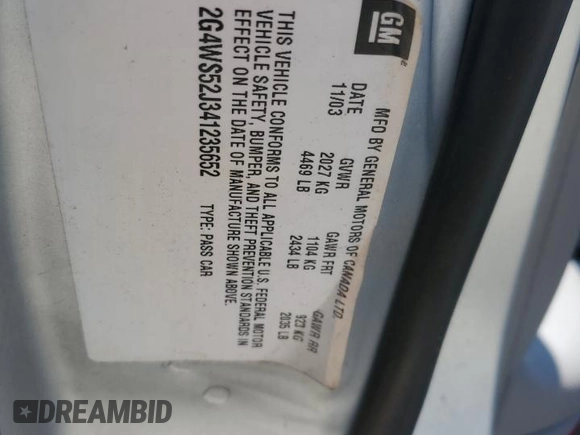 GM
MFD BY GENERAL MOTORS OF CANADA LTD
DATE GVWR GAWR FRT GAWR RR
11/03 2027 KG 1104 KG 923 KG
4469 LB 2434 LB 2035 LB
THIS VEHICLE CONFORMS TO ALL APPLICABLE U.S. FEDERAL MOTOR
VEHICLE SAFETY, BUMPER, AND THEFT PREVENTION STANDARDS IN
EFFECT ON THE DATE OF MANUFACTURE SHOWN ABOVE.
2G4WS52J341235652 TYPE: PASS CAR
DREAMBID